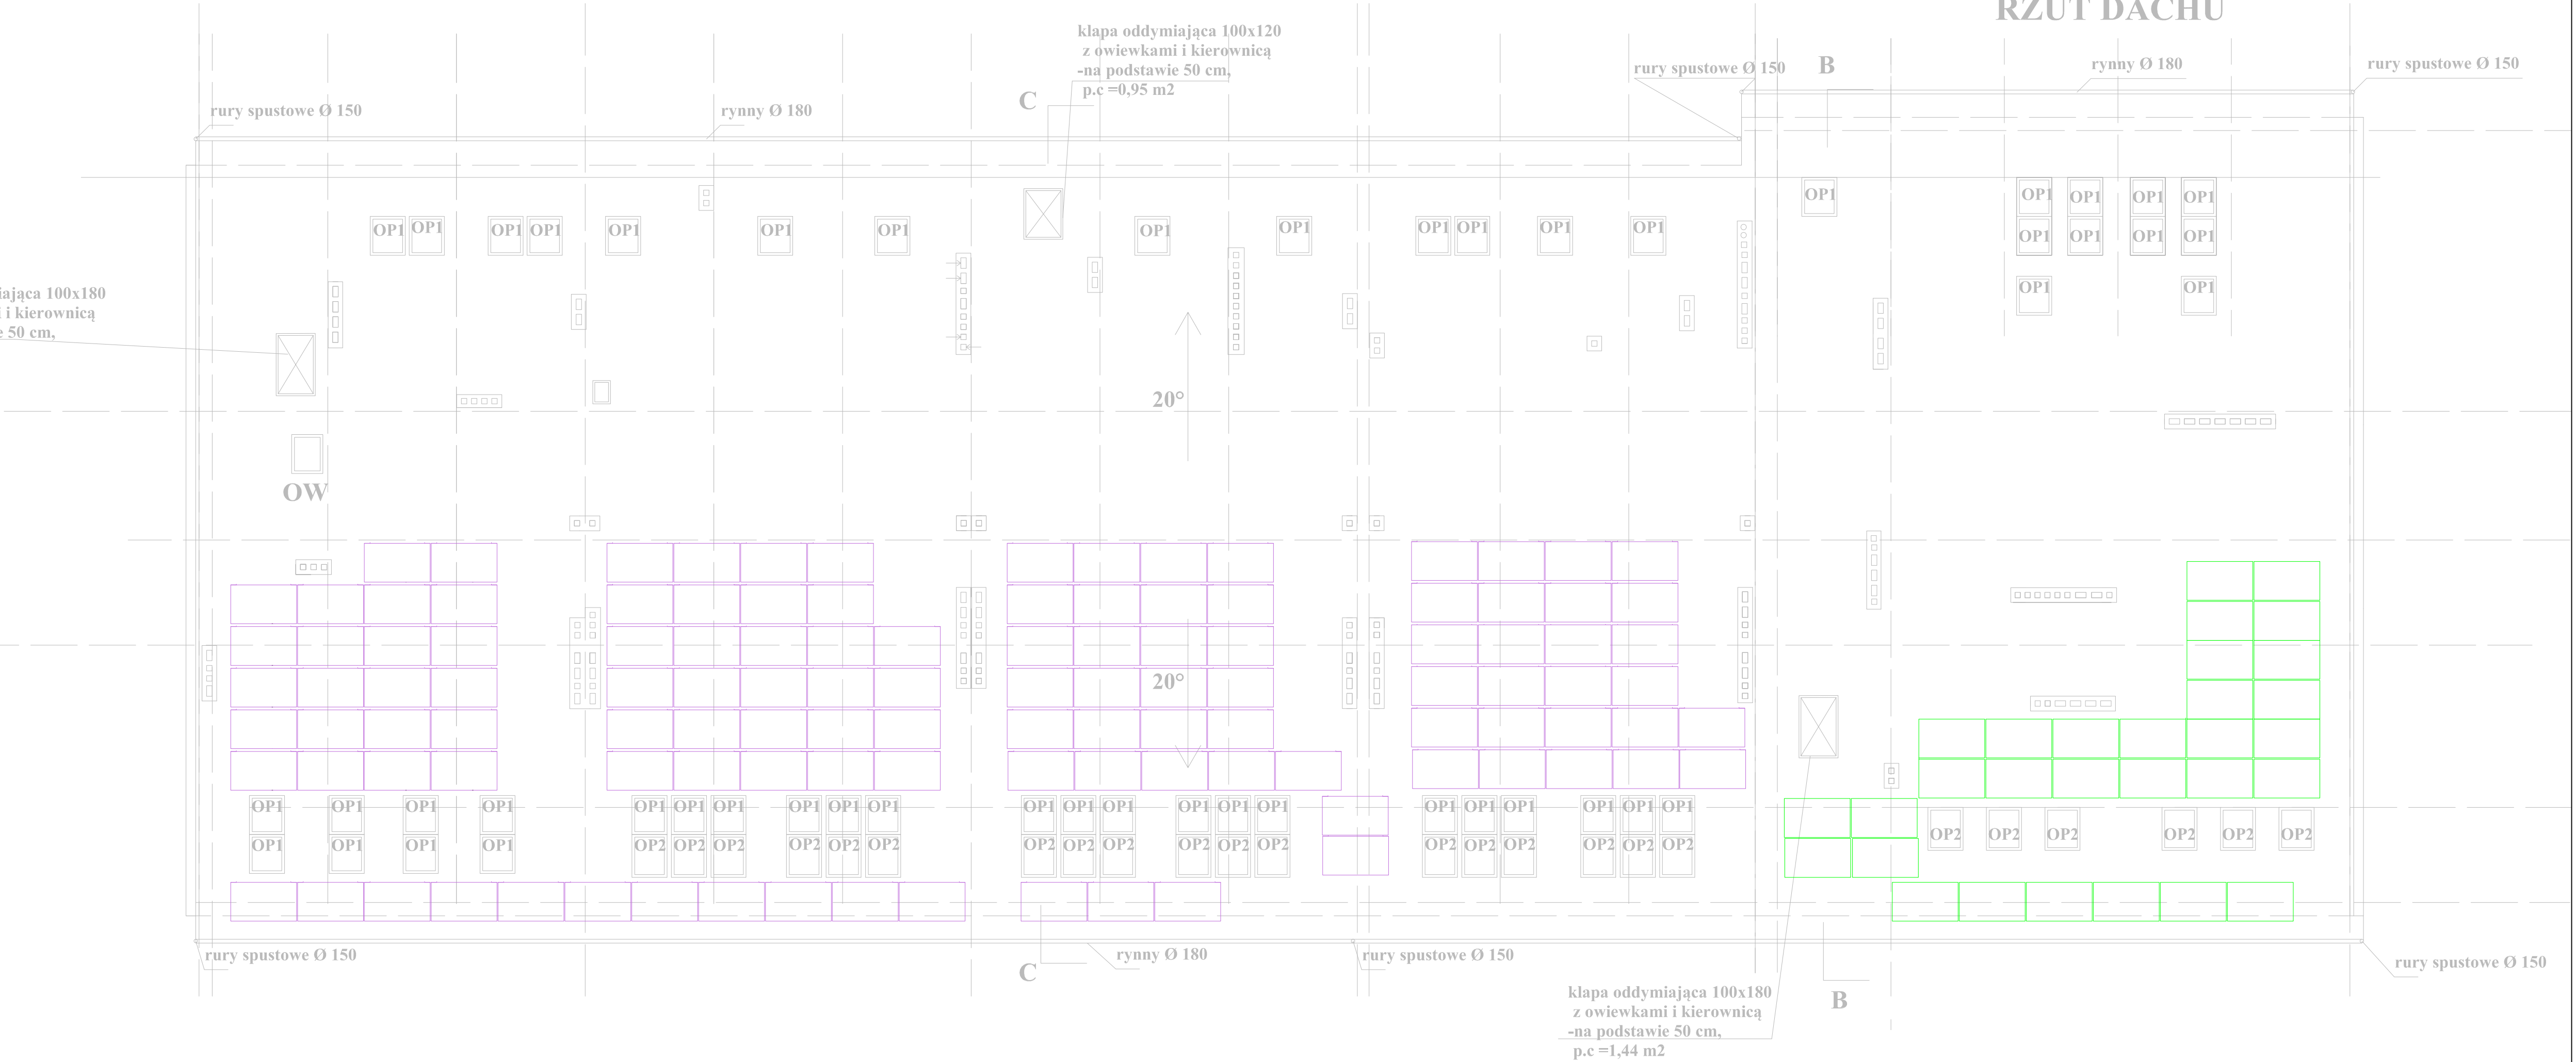 RZUT DACHU
klapa oddymiająca 100x120
z owiewkami i kierownicą
-na podstawie 50 cm,
p.c =0,95 m2
rury spustowe Ø 150
B
rynny Ø 180
rury spustowe Ø 150
rury spustowe Ø 150
rynny Ø 180
C
OP1 OP1 OP1 OP1 OP1
OP1 OP1 OP1 OP1 OP1 OP1 OP1 OP1 OP1 OP1 OP1 OP1 OP1 OP1 OP1 OP1 OP1
OP1 OP1
iająca 100x180
i i kierownicą
e 50 cm,
20°
OW
20°
OP1 OP1 OP1 OP1 OP1 OP1 OP1 OP1 OP1 OP1 OP1 OP1 OP1 OP1 OP1 OP1 OP1 OP1 OP1 OP1 OP1 OP1
OP2 OP2 OP2 OP2 OP2 OP2
OP1 OP1 OP1 OP1 OP2 OP2 OP2 OP2 OP2 OP2 OP2 OP2 OP2 OP2 OP2 OP2 OP2 OP2 OP2 OP2 OP2 OP2
rury spustowe Ø 150
C
rynny Ø 180
rury spustowe Ø 150
rury spustowe Ø 150
klapa oddymiająca 100x180
z owiewkami i kierownicą
-na podstawie 50 cm,
p.c =1,44 m2
B